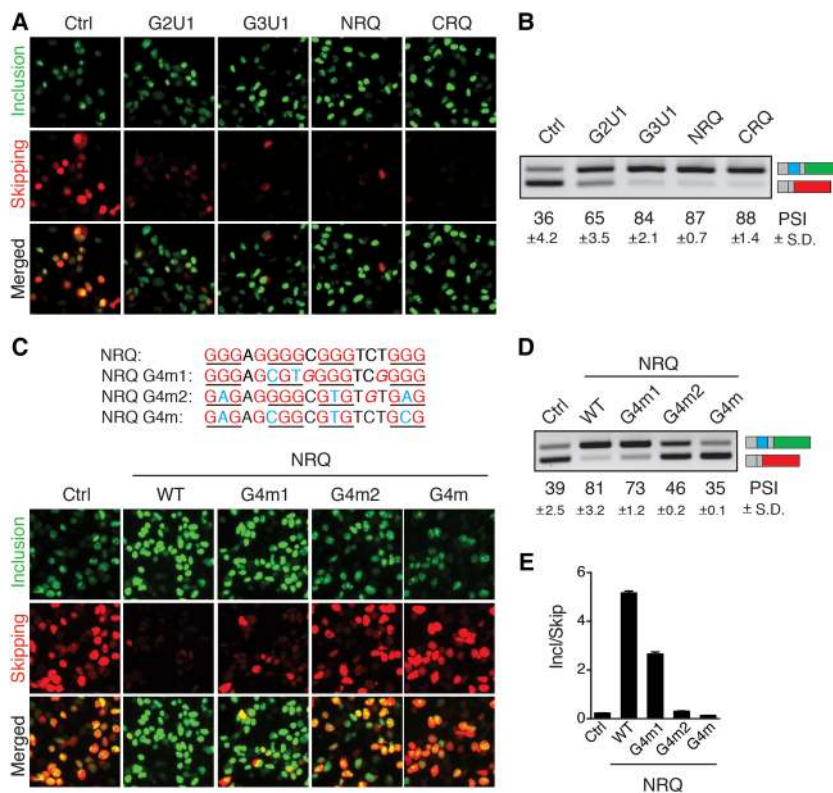 A
Ctrl G2U1 G3U1 NRQ CRQ
Inclusion
Skipping
Merged
B
Ctrl G2U1 G3U1 NRQ CRQ
36 65 84 87 88 PSI
±4.2 ±3.5 ±2.1 ±0.7 ±1.4 ± S.D.
C
NRQ: GGGAGGGGCGGGTCTGGG
NRQ G4m1: GGGAGCGTGGGGTCGGGG
NRQ G4m2: GAGAGGGGCGTGTGTGAG
NRQ G4m: GAGAGCGGCGTGTCTGCG
NRQ
Ctrl WT G4m1 G4m2 G4m
Inclusion
Skipping
Merged
D
NRQ
Ctrl WT G4m1 G4m2 G4m
39 81 73 46 35 PSI
±2.5 ±3.2 ±1.2 ±0.2 ±0.1 ± S.D.
E
Incl/Skip
6
4
2
0
Ctrl WT G4m1 G4m2 G4m
NRQ